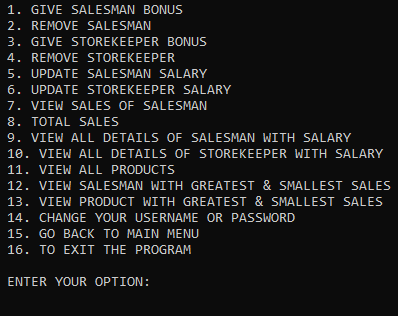 1. GIVE SALESMAN BONUS
2. REMOVE SALESMAN
3. GIVE STOREKEEPER BONUS
4. REMOVE STOREKEEPER
5. UPDATE SALESMAN SALARY
6. UPDATE STOREKEEPER SALARY
7. VIEW SALES OF SALESMAN
8. TOTAL SALES
9. VIEW ALL DETAILS OF SALESMAN WITH SALARY
10. VIEW ALL DETAILS OF STOREKEEPER WITH SALARY
11. VIEW ALL PRODUCTS
12. VIEW SALESMAN WITH GREATEST & SMALLEST SALES
13. VIEW PRODUCT WITH GREATEST & SMALLEST SALES
14. CHANGE YOUR USERNAME OR PASSWORD
15. GO BACK TO MAIN MENU
16. TO EXIT THE PROGRAM
ENTER YOUR OPTION: